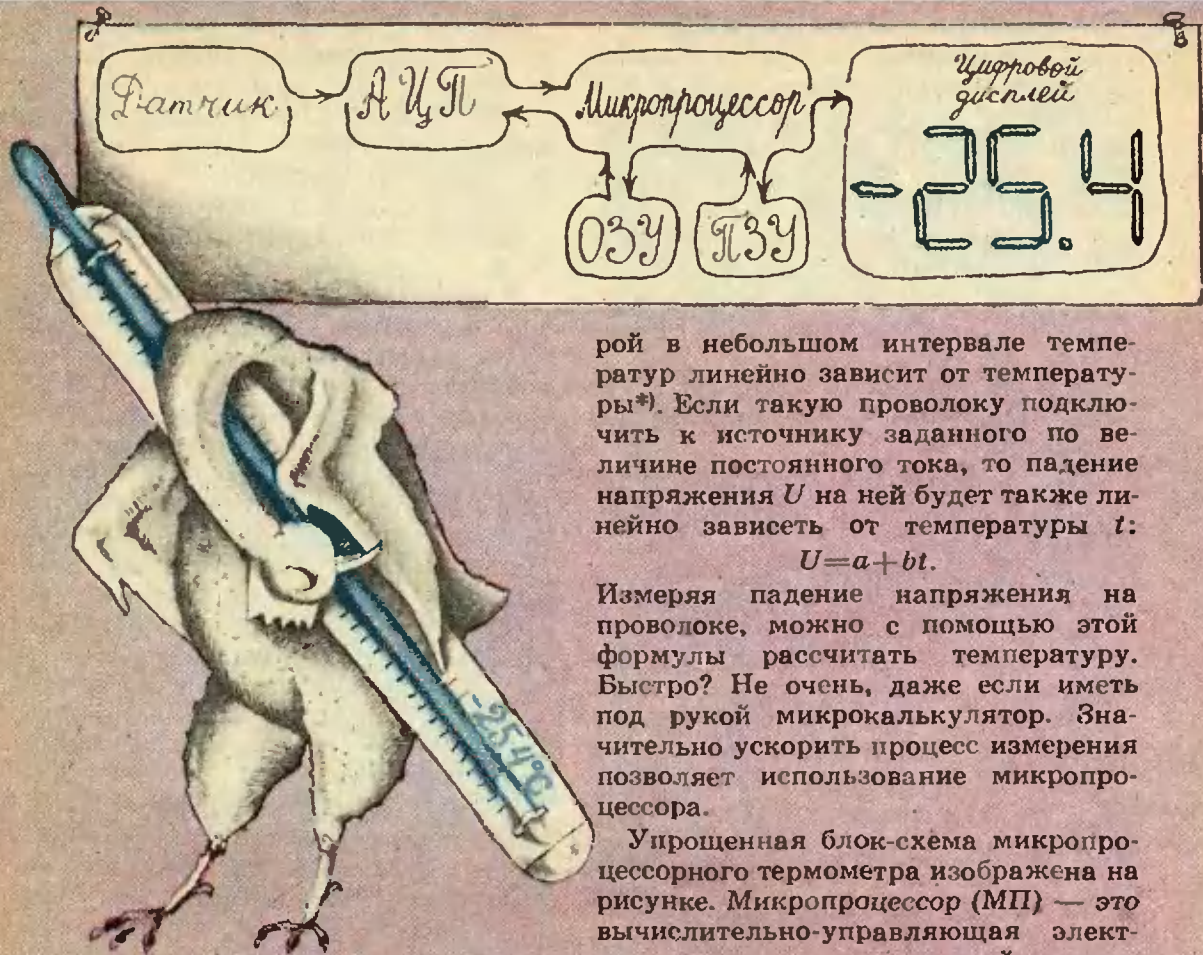 Датчик
АЦП
Микропроцессор
Цифровой
дисплей
-25.4
ОЗУ
ПЗУ
-25.4°C
рой в небольшом интервале темпе-
ратур линейно зависит от температу-
ры*). Если такую проволоку подклю-
чить к источнику заданного по ве-
личине постоянного тока, то падение
напряжения U на ней будет также ли-
нейно зависеть от температуры t:
U=a+bt.
Измеряя падение напряжения на
проволоке, можно с помощью этой
формулы рассчитать температуру.
Быстро? Не очень, даже если иметь
под рукой микрокалькулятор. Зна-
чительно ускорить процесс измерения
позволяет использование микропро-
цессора.
Упрощенная блок-схема микропро-
цессорного термометра изображена на
рисунке. Микропроцессор (МП) — это
вычислительно-управляющая элект-